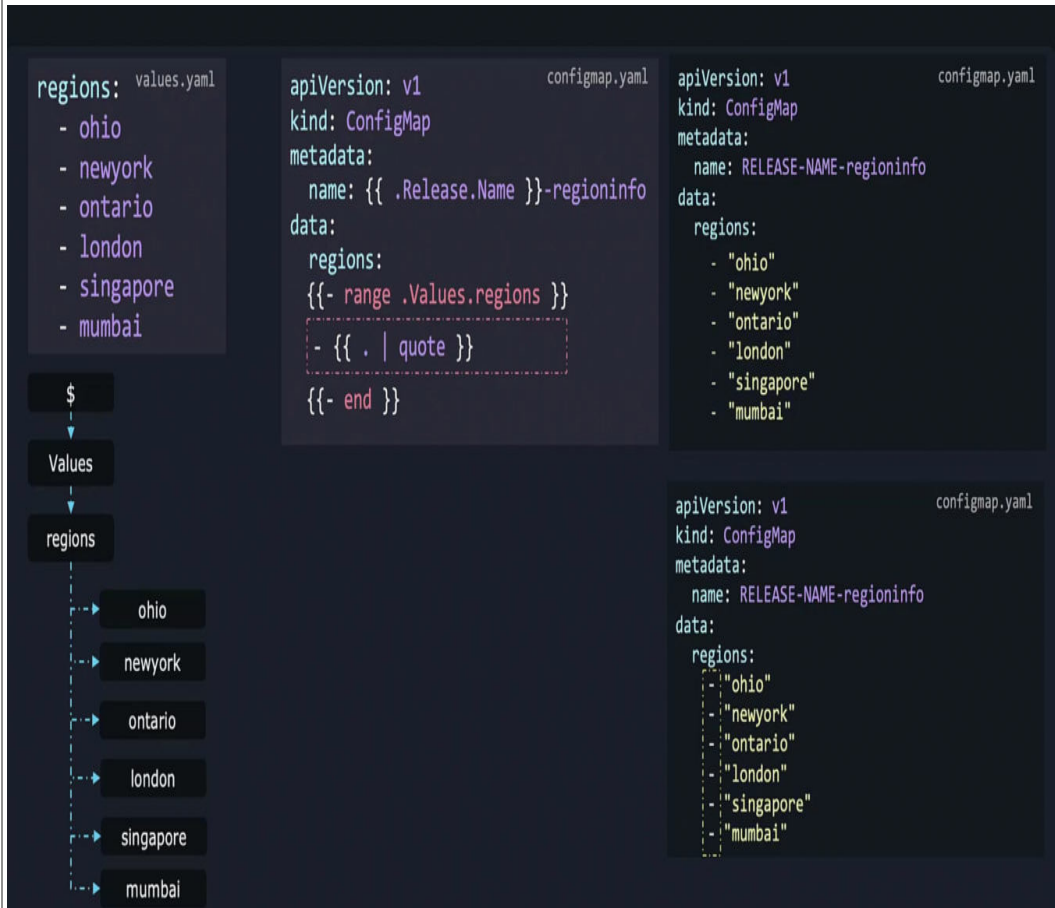 values.yaml
regions:
- ohio
- newyork
- ontario
- london
- singapore
- mumbai
$
Values
regions
ohio
newyork
ontario
london
singapore
mumbai
configmap.yaml
apiVersion: v1
kind: ConfigMap
metadata:
name: {{ .Release.Name }}-regioninfo
data:
regions:
{{- range .Values.regions }}
- {{ . | quote }}
{{- end }}
configmap.yaml
apiVersion: v1
kind: ConfigMap
metadata:
name: RELEASE-NAME-regioninfo
data:
regions:
- "ohio"
- "newyork"
- "ontario"
- "london"
- "singapore"
- "mumbai"
configmap.yaml
apiVersion: v1
kind: ConfigMap
metadata:
name: RELEASE-NAME-regioninfo
data:
regions:
- "ohio"
- "newyork"
- "ontario"
- "london"
- "singapore"
- "mumbai"